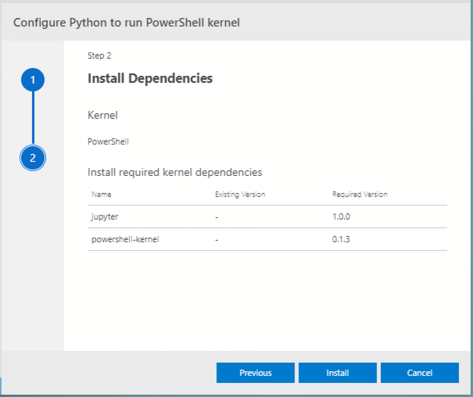 Configure Python to run PowerShell kernel
Step 2
1
Install Dependencies
Kernel
PowerShell
2
Install required kernel dependencies
Name Existing Version Required Version
jupyter - 1.0.0
powershell-kernel - 0.1.3
Previous Install Cancel